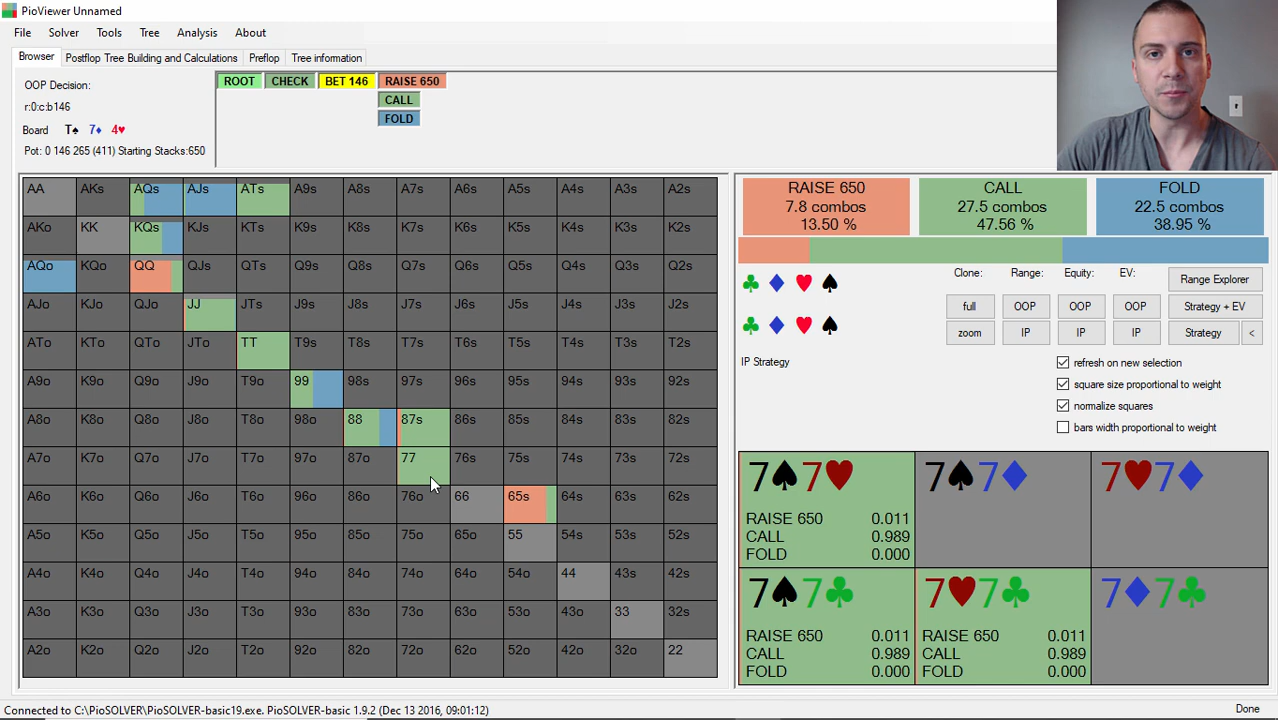 PioViewer Unnamed
File Solver Tools Tree Analysis About
Browser Postflop Tree Building and Calculations Preflop Tree information
OOP Decision:
r:0:c:b146
Board T♠ 7♦ 4♥
Pot: 0 146 265 (411) Starting Stacks:650
ROOT CHECK BET 146 RAISE 650
CALL
FOLD
AA AKs AQs AJs ATs A9s A8s A7s A6s A5s A4s A3s A2s
AKo KK KQs KJs KTs K9s K8s K7s K6s K5s K4s K3s K2s
AQo KQo QQ QJs QTs Q9s Q8s Q7s Q6s Q5s Q4s Q3s Q2s
AJo KJo QJo JJ JTs J9s J8s J7s J6s J5s J4s J3s J2s
ATo KTo QTo JTo TT T9s T8s T7s T6s T5s T4s T3s T2s
A9o K9o Q9o J9o T9o 99 98s 97s 96s 95s 94s 93s 92s
A8o K8o Q8o J8o T8o 98o 88 87s 86s 85s 84s 83s 82s
A7o K7o Q7o J7o T7o 97o 87o 77 76s 75s 74s 73s 72s
A6o K6o Q6o J6o T6o 96o 86o 76o 66 65s 64s 63s 62s
A5o K5o Q5o J5o T5o 95o 85o 75o 65o 55 54s 53s 52s
A4o K4o Q4o J4o T4o 94o 84o 74o 64o 54o 44 43s 42s
A3o K3o Q3o J3o T3o 93o 83o 73o 63o 53o 43o 33 32s
A2o K2o Q2o J2o T2o 92o 82o 72o 62o 52o 42o 32o 22
RAISE 650 CALL FOLD
7.8 combos 27.5 combos 22.5 combos
13.50 % 47.56 % 38.95 %
♣ ♦ ♥ ♠
♣ ♦ ♥ ♠
Clone: Range: Equity: EV: Range Explorer
full OOP OOP OOP Strategy + EV
zoom IP IP IP Strategy <
IP Strategy
refresh on new selection
square size proportional to weight
normalize squares
bars width proportional to weight
7♠7♥ 7♠7♦ 7♥7♦
RAISE 650 0.011
CALL 0.989
FOLD 0.000
7♠7♣ 7♥7♣ 7♦7♣
RAISE 650 0.011 RAISE 650 0.011
CALL 0.989 CALL 0.989
FOLD 0.000 FOLD 0.000
Connected to C:\PioSOLVER\PioSOLVER-basic19.exe. PioSOLVER-basic 1.9.2 (Dec 13 2016, 09:01:12) Done